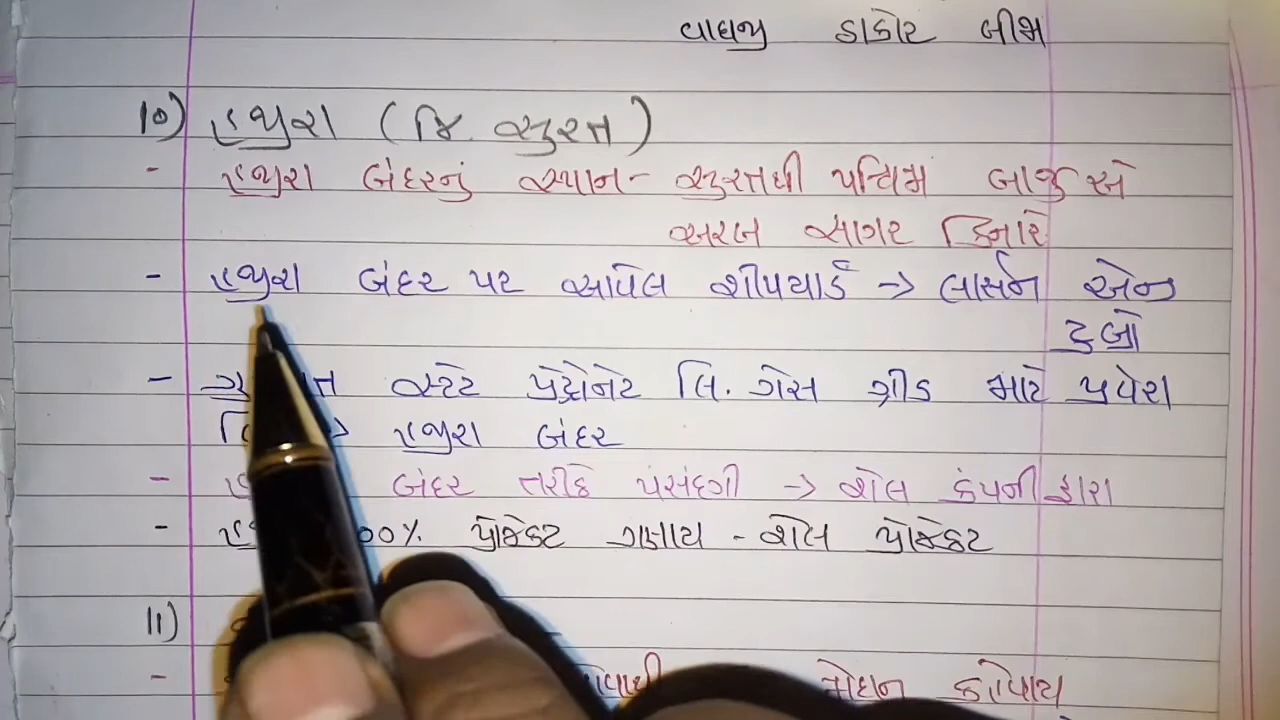 વાઘજી ઠાકોર બીજા
10) હજીરા (જિ. સુરત)
- હજીરા બંદરનું સ્થાન - સુરતથી પશ્ચિમ બાજુએ
અરબ સાગર કિનારે
- હજીરા બંદર પર આવેલ શીપયાર્ડ → લાર્સન એન્ડ
ટુબ્રો
- સ્ટેટ પેટ્રોનેટ લિ. ગેસ ગ્રીડ માટે પ્રવેશ
હજીરા બંદર
- બંદર તરીકે પસંદગી → શેલ કંપની દ્વારા
- 00% પ્રોજેક્ટ ગણાય - શેલ પ્રોજેક્ટ
11)
-